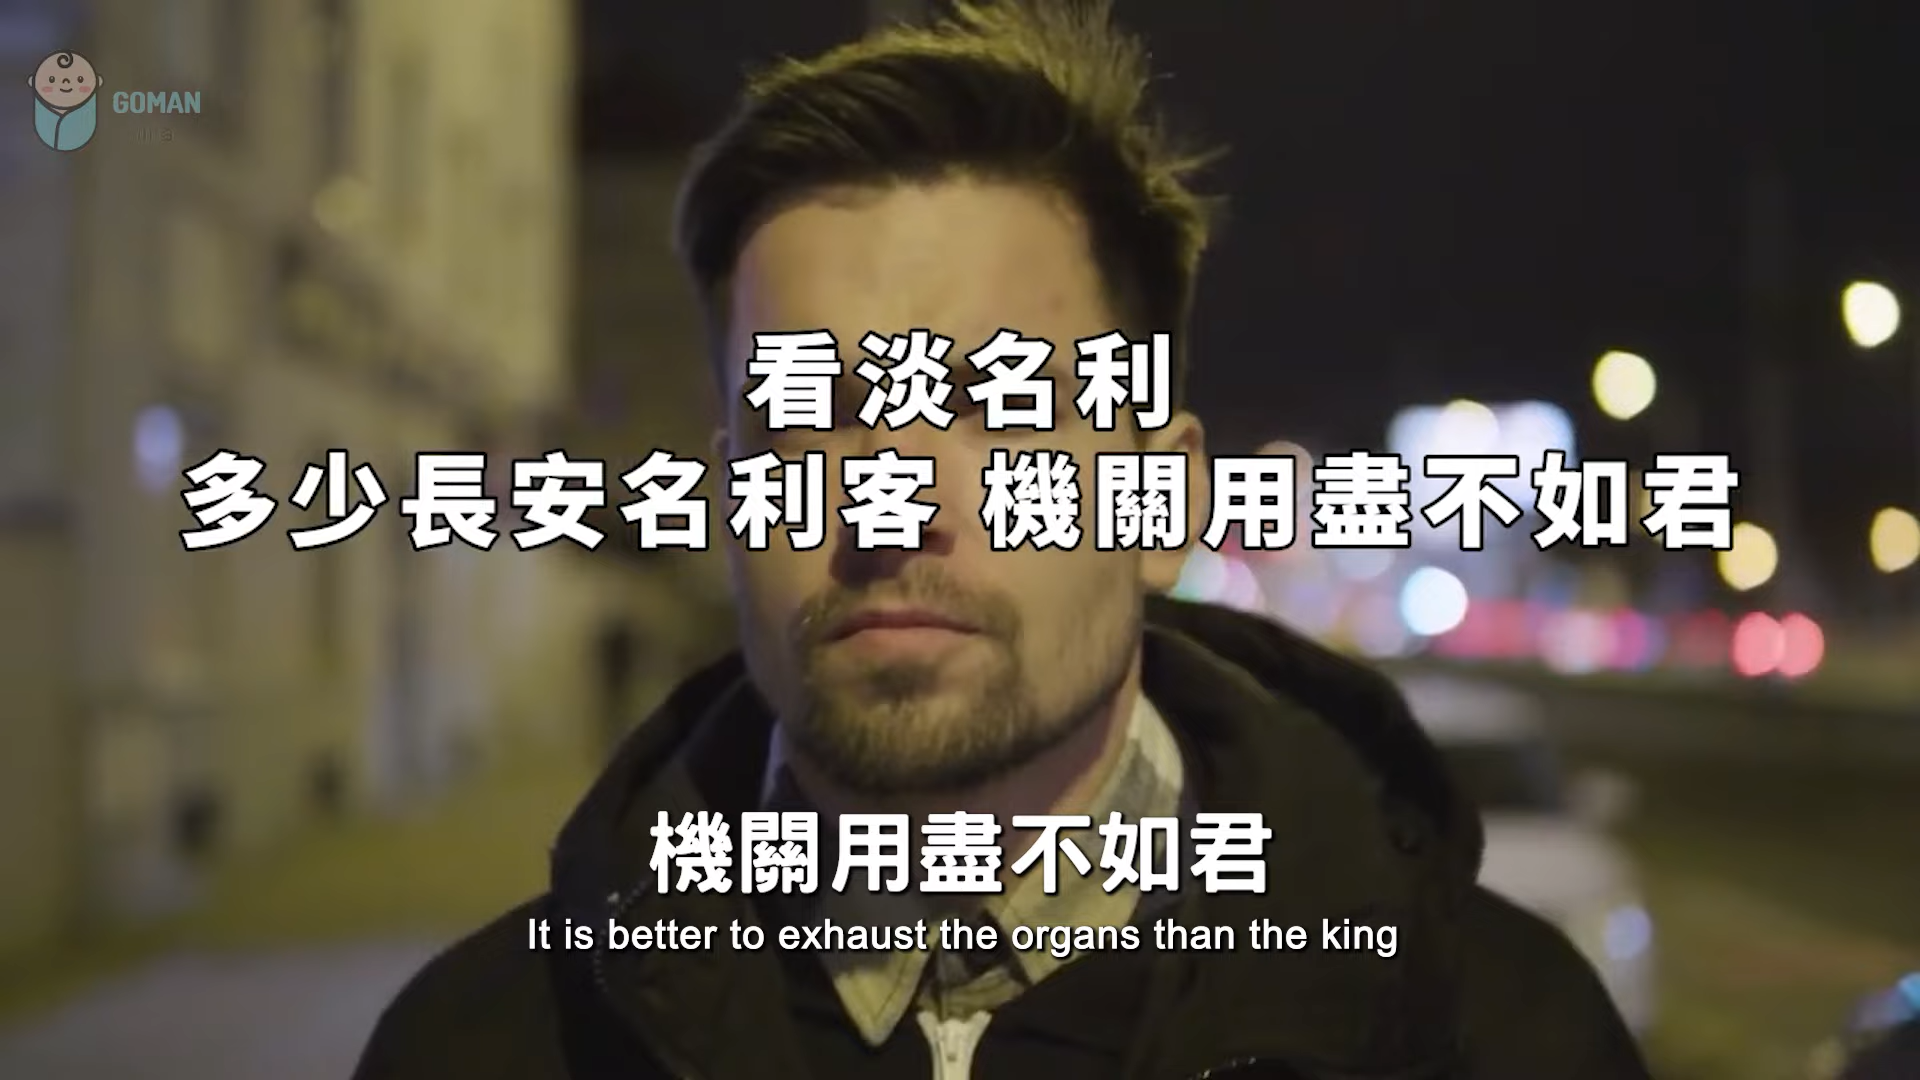 GOMAN
看淡名利
多少長安名利客 機關用盡不如君
機關用盡不如君
It is better to exhaust the organs than the king